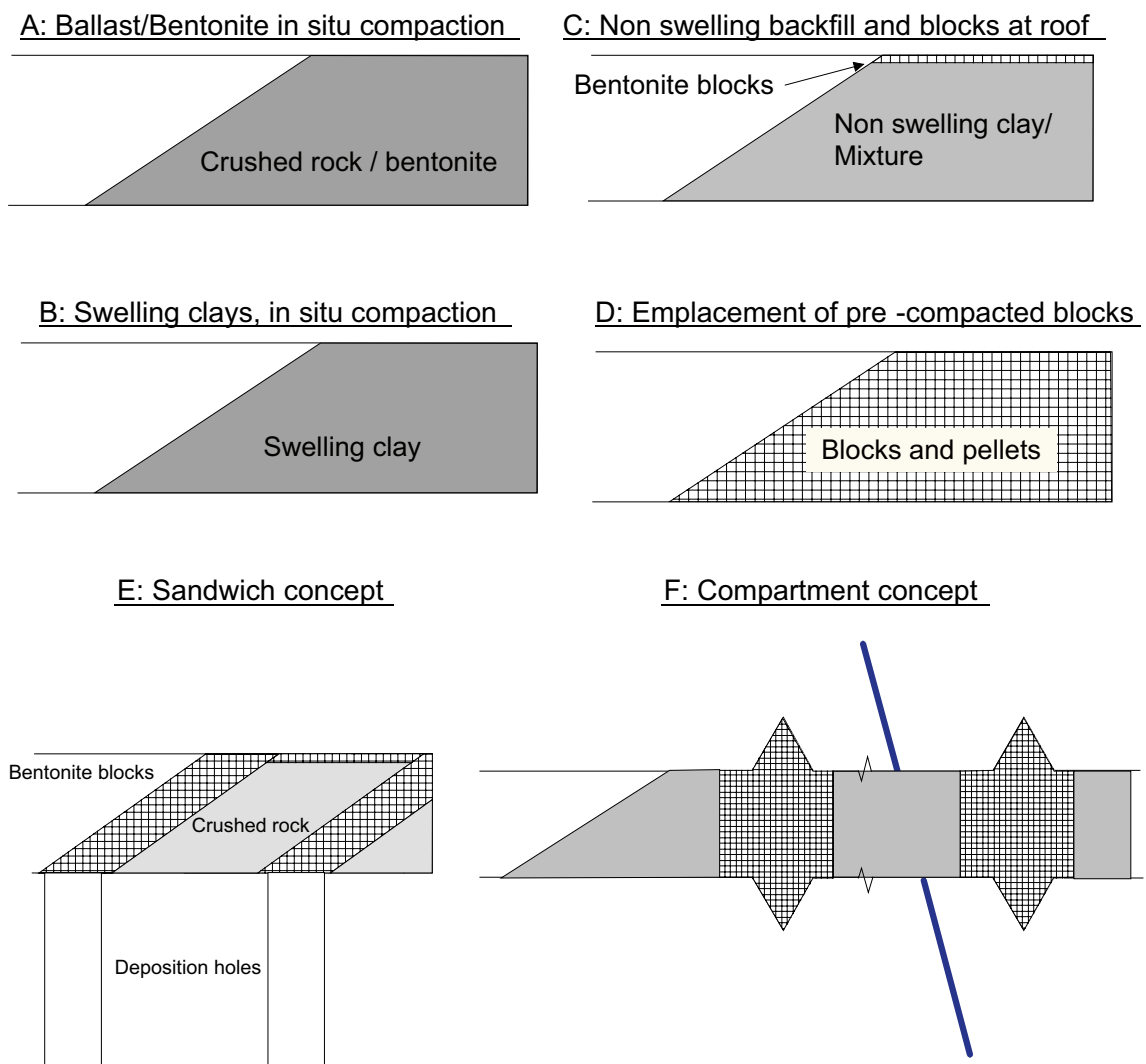 A: Ballast/Bentonite in situ compaction
Crushed rock / bentonite
C: Non swelling backfill and blocks at roof
Bentonite blocks
Non swelling clay/
Mixture
B: Swelling clays, in situ compaction
Swelling clay
D: Emplacement of pre -compacted blocks
Blocks and pellets
E: Sandwich concept
Bentonite blocks
Crushed rock
Deposition holes
F: Compartment concept